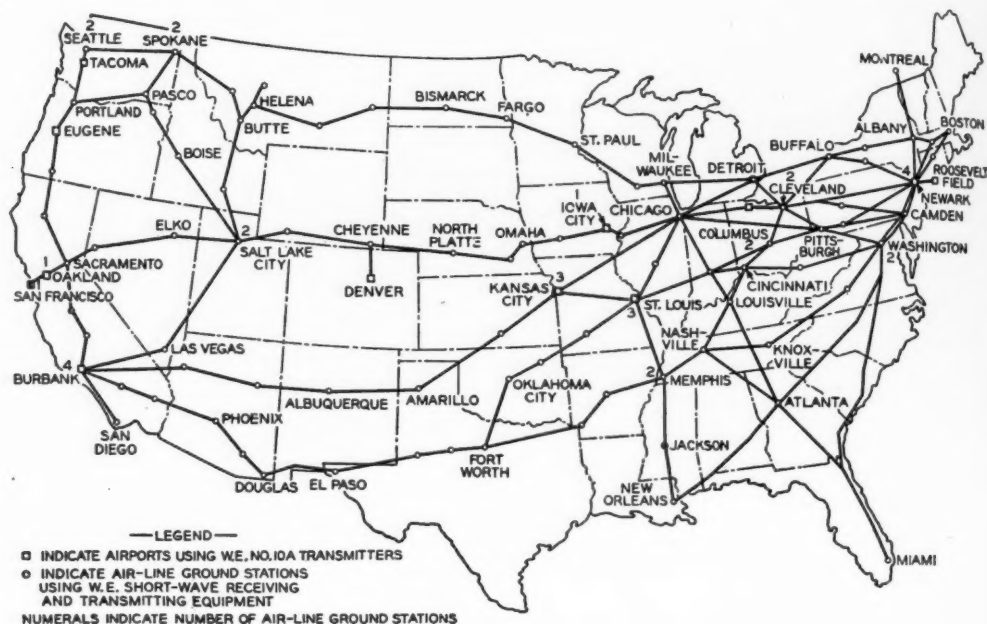 2
SEATTLE
2
SPOKANE
TACOMA
PASCO
PORTLAND
EUGENE
BOISE
HELENA
BUTTE
BISMARCK
FARGO
ST. PAUL
MIL-
WAUKEE
DETROIT
BUFFALO
MONTREAL
ALBANY
BOSTON
ROOSEVELT
FIELD
4
NEWARK
CAMDEN
WASHINGTON
2
2
CLEVELAND
CHICAGO
COLUMBUS
PITTS-
BURGH
1
IOWA
CITY
OMAHA
NORTH
PLATTE
CHEYENNE
DENVER
ELKO
2
SALT LAKE
CITY
SACRAMENTO
1
OAKLAND
SAN FRANCISCO
3
KANSAS
CITY
3
ST. LOUIS
2
CINCINNATI
LOUISVILLE
NASH-
VILLE
KNOX-
VILLE
LAS VEGAS
4
BURBANK
SAN
DIEGO
ALBUQUERQUE
AMARILLO
OKLAHOMA
CITY
2
MEMPHIS
ATLANTA
PHOENIX
DOUGLAS
EL PASO
FORT
WORTH
JACKSON
NEW
ORLEANS
MIAMI
—LEGEND—
INDICATE AIRPORTS USING W.E. NO. 10A TRANSMITTERS
INDICATE AIR-LINE GROUND STATIONS
USING W.E. SHORT-WAVE RECEIVING
AND TRANSMITTING EQUIPMENT
NUMERALS INDICATE NUMBER OF AIR-LINE GROUND STATIONS